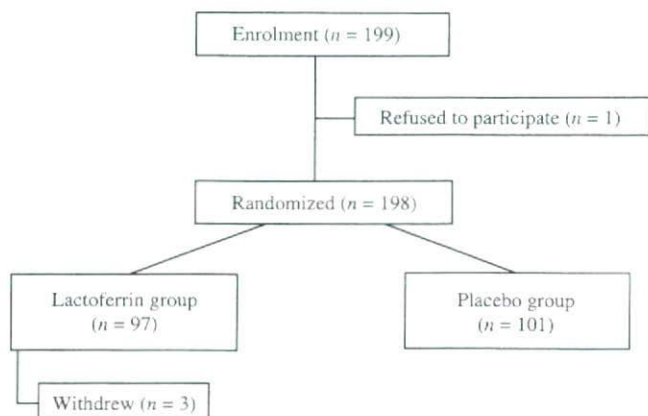 Enrolment (n = 199)
Refused to participate (n = 1)
Randomized (n = 198)
Lactoferrin group
(n = 97)
Placebo group
(n = 101)
Withdrew (n = 3)